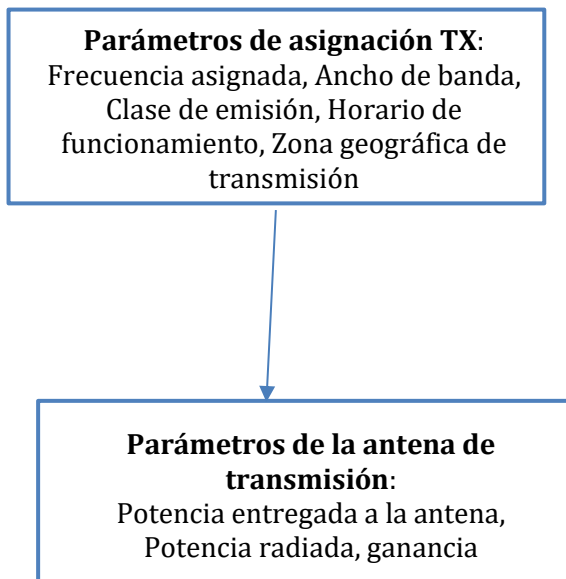 Parámetros de asignación TX:
Frecuencia asignada, Ancho de banda,
Clase de emisión, Horario de
funcionamiento, Zona geográfica de
transmisión
Parámetros de la antena de
transmisión:
Potencia entregada a la antena,
Potencia radiada, ganancia